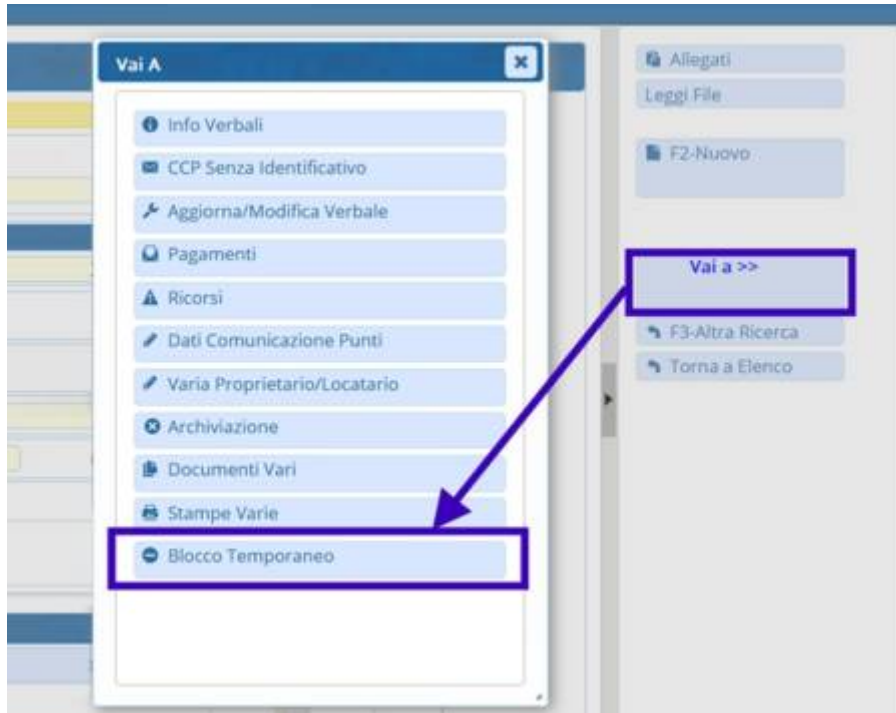 Vai A
Info Verbali
CCP Senza Identificativo
Aggiorna/Modifica Verbale
Pagamenti
Ricorsi
Dati Comunicazione Punti
Varia Proprietario/Locatario
Archiviazione
Documenti Vari
Stampe Varie
Blocco Temporaneo
Allegati
Leggi File
F2-Nuovo
Vai a >>
F3-Altra Ricerca
Torna a Elenco